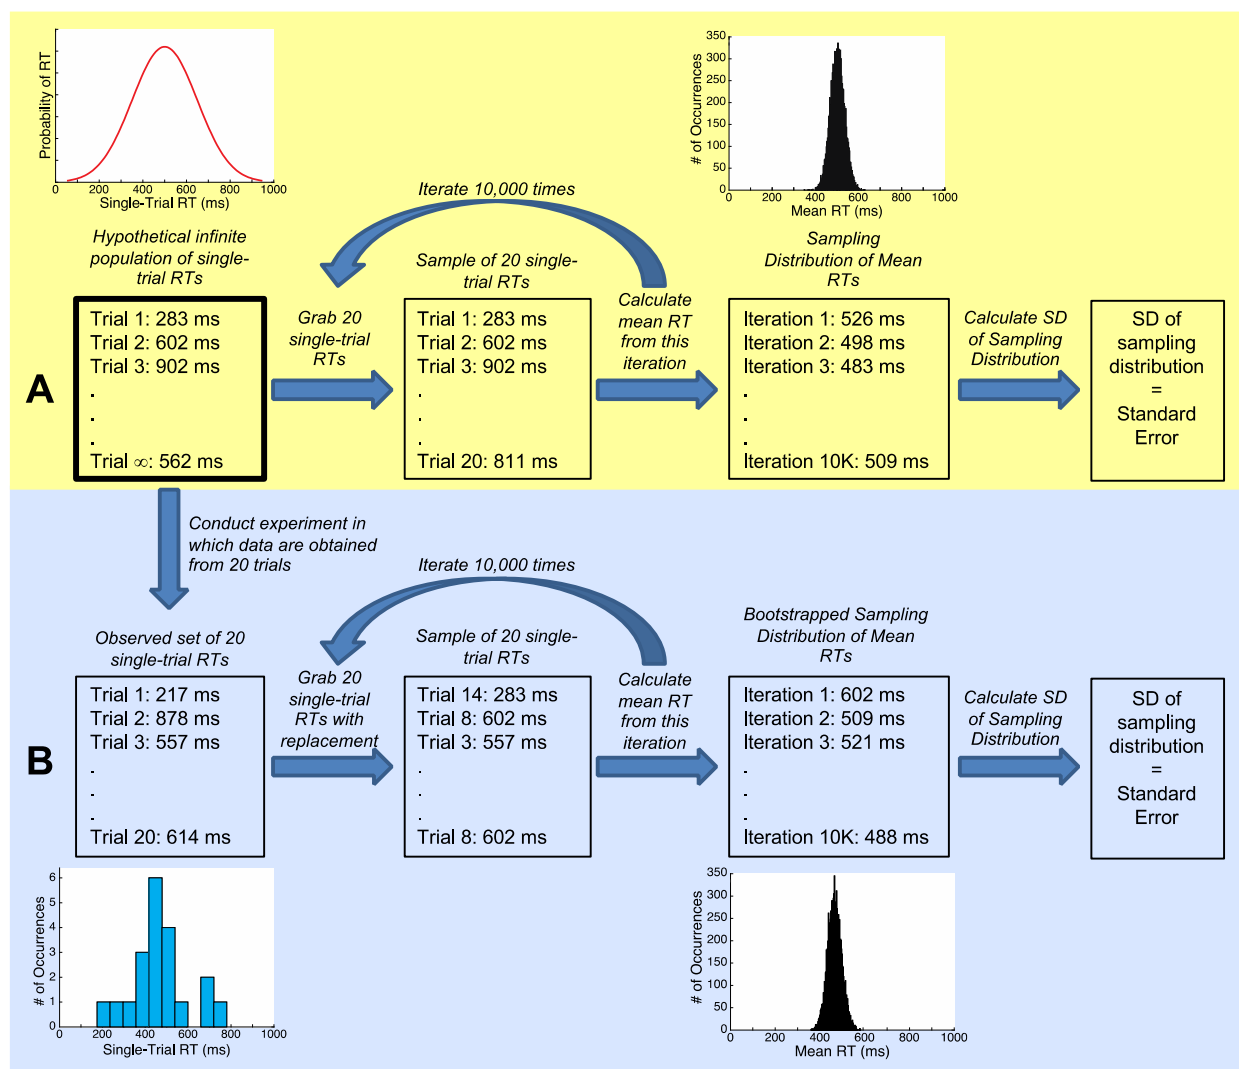 Probability of RT
0
200
400
600
800
1000
Single-Trial RT (ms)
# of Occurrences
350
300
250
200
150
100
50
0
0
200
400
600
800
1000
Mean RT (ms)
Iterate 10,000 times
Hypothetical infinite
population of single-
trial RTs
Sample of 20 single-
trial RTs
Sampling
Distribution of Mean
RTs
A
Trial 1: 283 ms
Trial 2: 602 ms
Trial 3: 902 ms
.
.
.
Trial ∞: 562 ms
Grab 20
single-trial
RTs
Trial 1: 283 ms
Trial 2: 602 ms
Trial 3: 902 ms
.
.
.
Trial 20: 811 ms
Calculate
mean RT
from this
iteration
Iteration 1: 526 ms
Iteration 2: 498 ms
Iteration 3: 483 ms
.
.
.
Iteration 10K: 509 ms
Calculate SD
of Sampling
Distribution
SD of
sampling
distribution
=
Standard
Error
Conduct experiment in
which data are obtained
from 20 trials
Iterate 10,000 times
Observed set of 20
single-trial RTs
Sample of 20 single-
trial RTs
Bootstrapped Sampling
Distribution of Mean
RTs
B
Trial 1: 217 ms
Trial 2: 878 ms
Trial 3: 557 ms
.
.
.
Trial 20: 614 ms
Grab 20
single-trial
RTs with
replacement
Trial 14: 283 ms
Trial 8: 602 ms
Trial 3: 557 ms
.
.
.
Trial 8: 602 ms
Calculate
mean RT
from this
iteration
Iteration 1: 602 ms
Iteration 2: 509 ms
Iteration 3: 521 ms
.
.
.
Iteration 10K: 488 ms
Calculate SD
of Sampling
Distribution
SD of
sampling
distribution
=
Standard
Error
# of Occurrences
6
5
4
3
2
1
0
0
200
400
600
800
1000
Single-Trial RT (ms)
# of Occurrences
350
300
250
200
150
100
50
0
0
200
400
600
800
1000
Mean RT (ms)